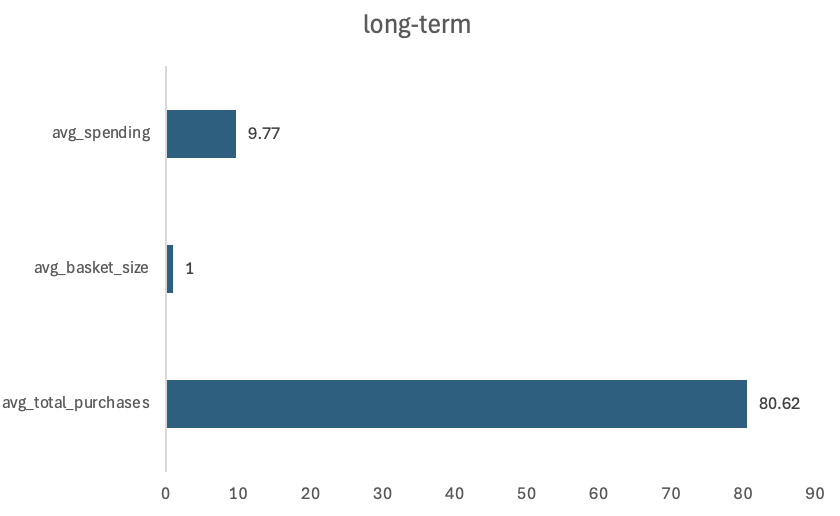 long-term
avg_spending
9.77
avg_basket_size
1
avg_total_purchases
80.62
0 10 20 30 40 50 60 70 80 90